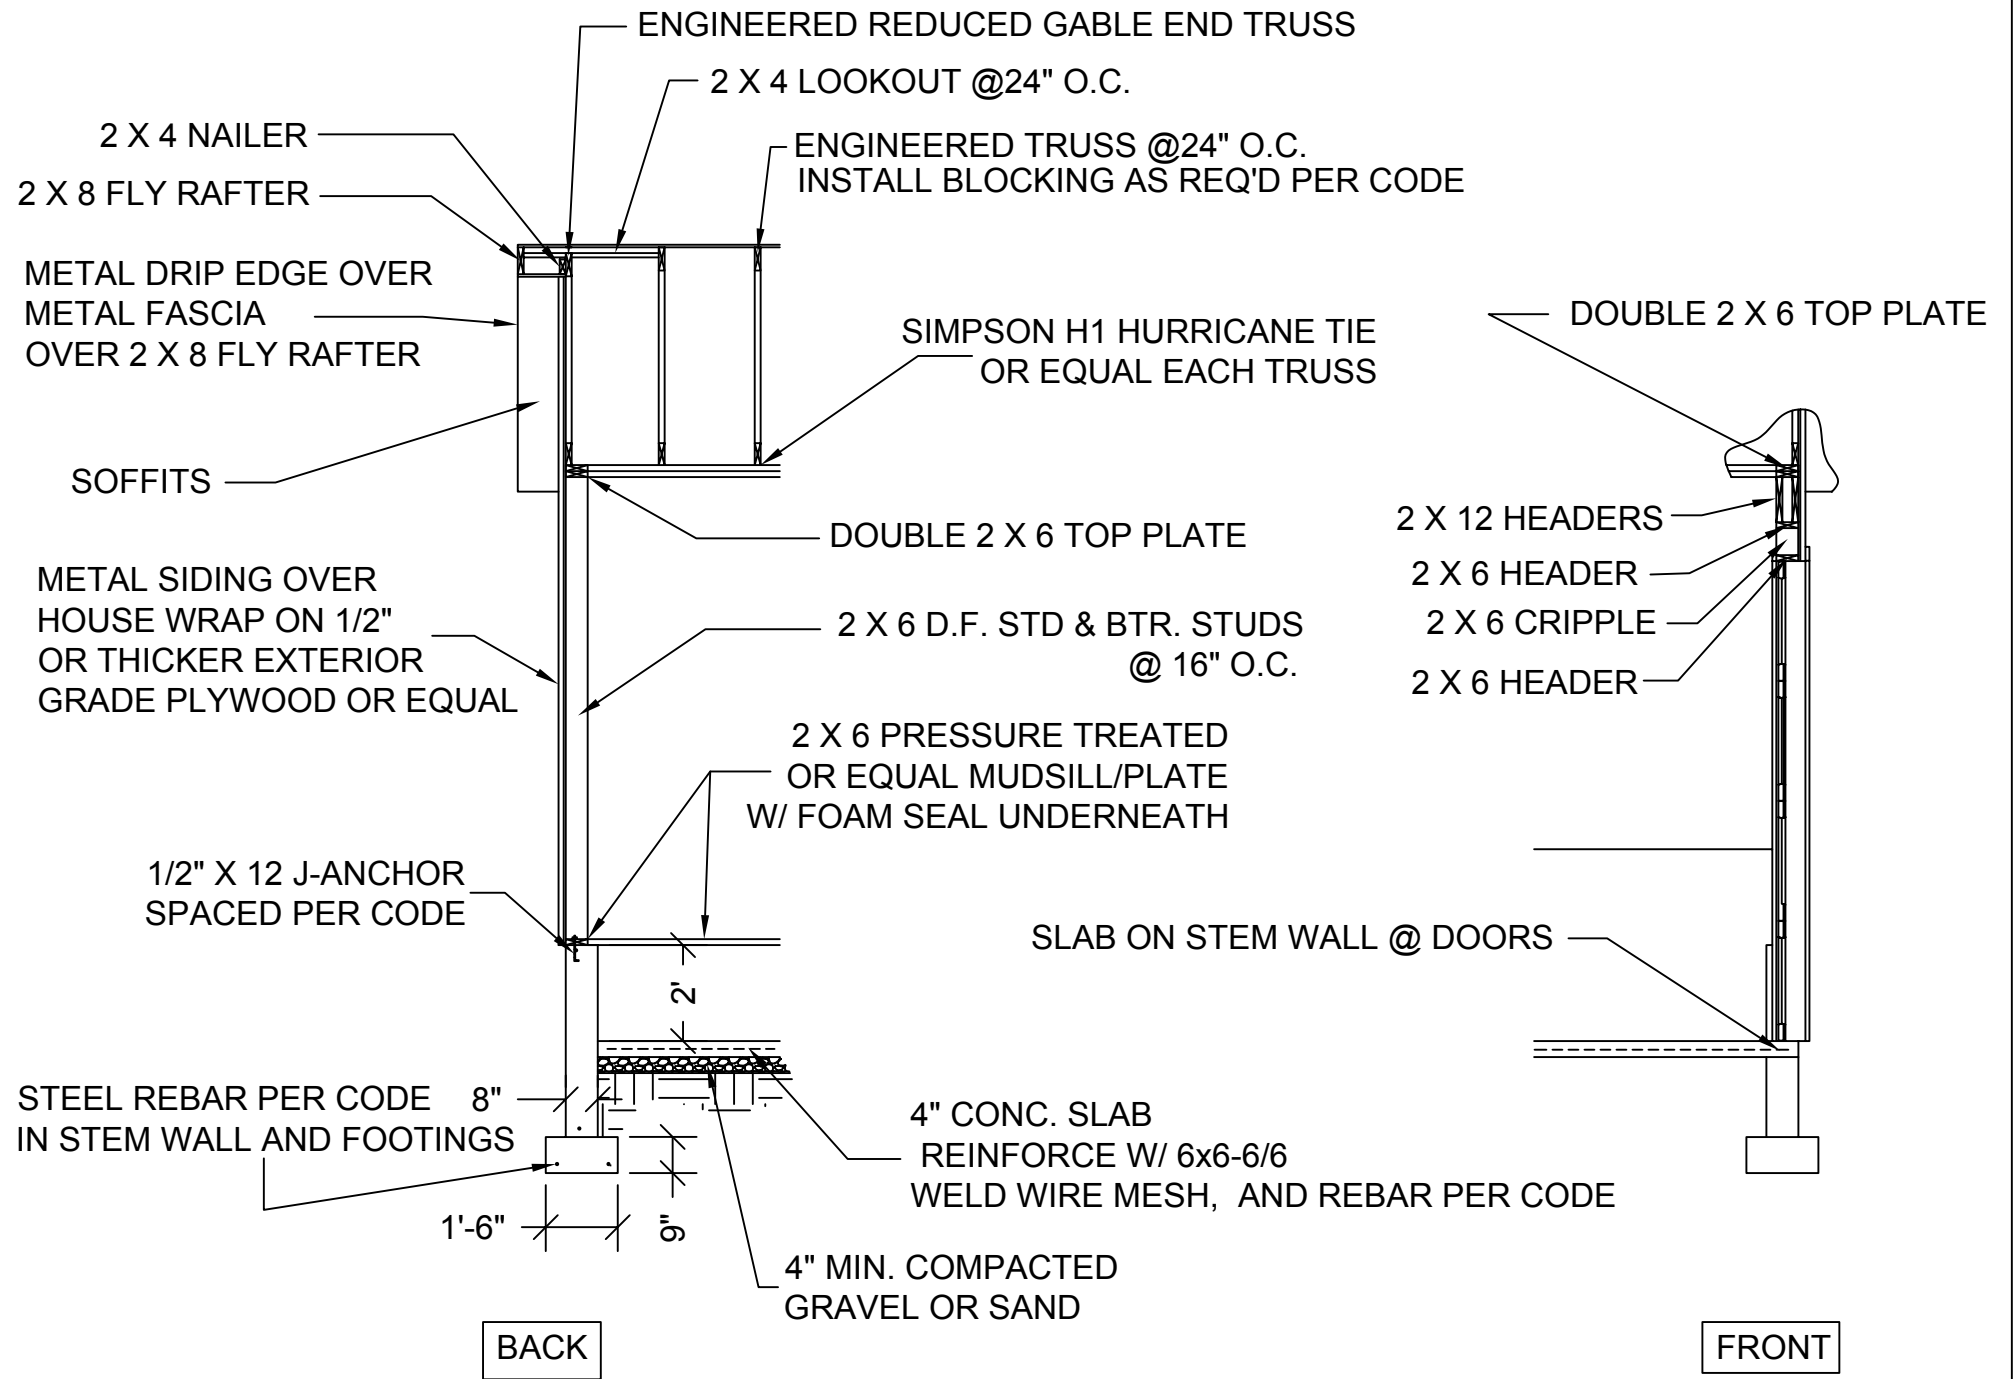 ENGINEERED REDUCED GABLE END TRUSS
2 X 4 LOOKOUT @24" O.C.
2 X 4 NAILER
ENGINEERED TRUSS @24" O.C.
INSTALL BLOCKING AS REQ'D PER CODE
2 X 8 FLY RAFTER
METAL DRIP EDGE OVER
METAL FASCIA
OVER 2 X 8 FLY RAFTER
SIMPSON H1 HURRICANE TIE
OR EQUAL EACH TRUSS
DOUBLE 2 X 6 TOP PLATE
SOFFITS
DOUBLE 2 X 6 TOP PLATE
2 X 12 HEADERS
2 X 6 HEADER
2 X 6 CRIPPLE
2 X 6 HEADER
METAL SIDING OVER
HOUSE WRAP ON 1/2"
OR THICKER EXTERIOR
GRADE PLYWOOD OR EQUAL
2 X 6 D.F. STD & BTR. STUDS
@ 16" O.C.
2 X 6 PRESSURE TREATED
OR EQUAL MUDSILL/PLATE
W/ FOAM SEAL UNDERNEATH
1/2" X 12 J-ANCHOR
SPACED PER CODE
SLAB ON STEM WALL @ DOORS
2'
STEEL REBAR PER CODE
IN STEM WALL AND FOOTINGS
8"
4" CONC. SLAB
REINFORCE W/ 6x6-6/6
WELD WIRE MESH, AND REBAR PER CODE
1'-6"
9"
4" MIN. COMPACTED
GRAVEL OR SAND
BACK
FRONT